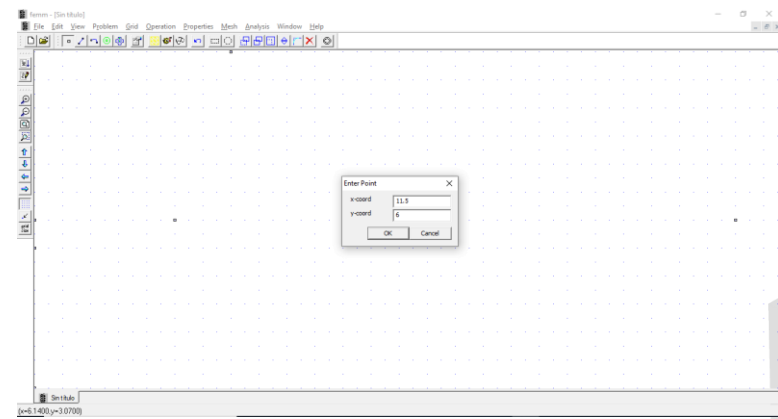 femm - [Sin título]
File Edit View Problem Grid Operation Properties Mesh Analysis Window Help
Enter Point
x-coord 11.5
y-coord 6
OK Cancel
Sin título
(x=6.1400,y=3.0700)